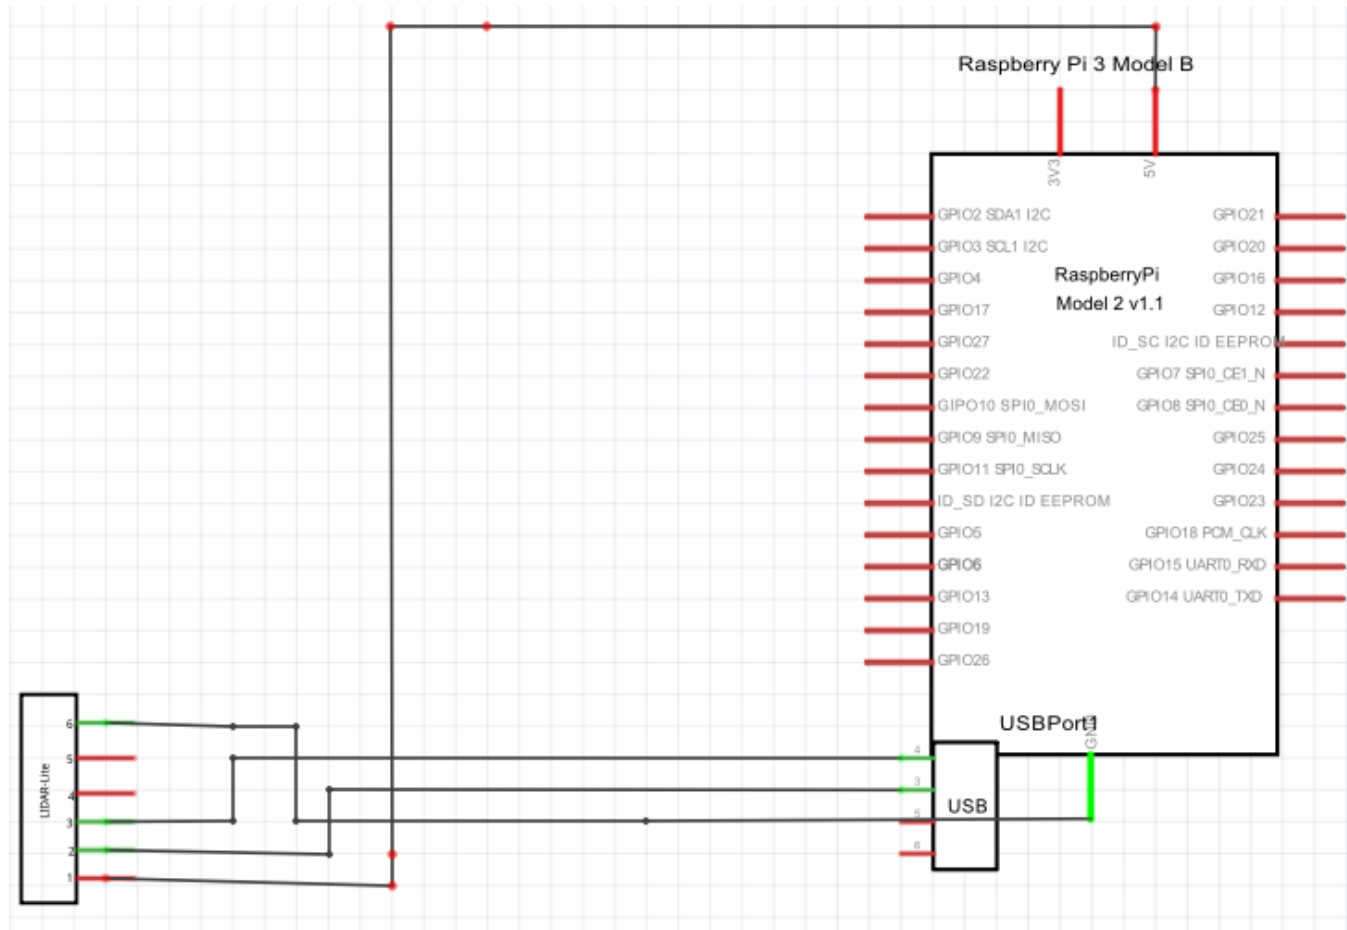 Raspberry Pi 3 Model B
3V3
5V
GPIO2 SDA1 I2C
GPIO21
GPIO3 SCL1 I2C
GPIO20
RaspberryPi
Model 2 v1.1
GPIO4
GPIO16
GPIO17
GPIO12
GPIO27
ID_SC I2C ID EEPROM
GPIO22
GPIO7 SPI0_CE1_N
GIPO10 SPI0_MOSI
GPIO8 SPI0_CE0_N
GPIO9 SPI0_MISO
GPIO25
GPIO11 SPI0_SCLK
GPIO24
ID_SD I2C ID EEPROM
GPIO23
GPIO5
GPIO18 PCM_CLK
GPIO6
GPIO15 UART0_RXD
GPIO13
GPIO14 UART0_TXD
GPIO19
GPIO26
USBPort1
GND
LIDAR-Lite
6
5
4
3
2
1
4
3
5
6
USB